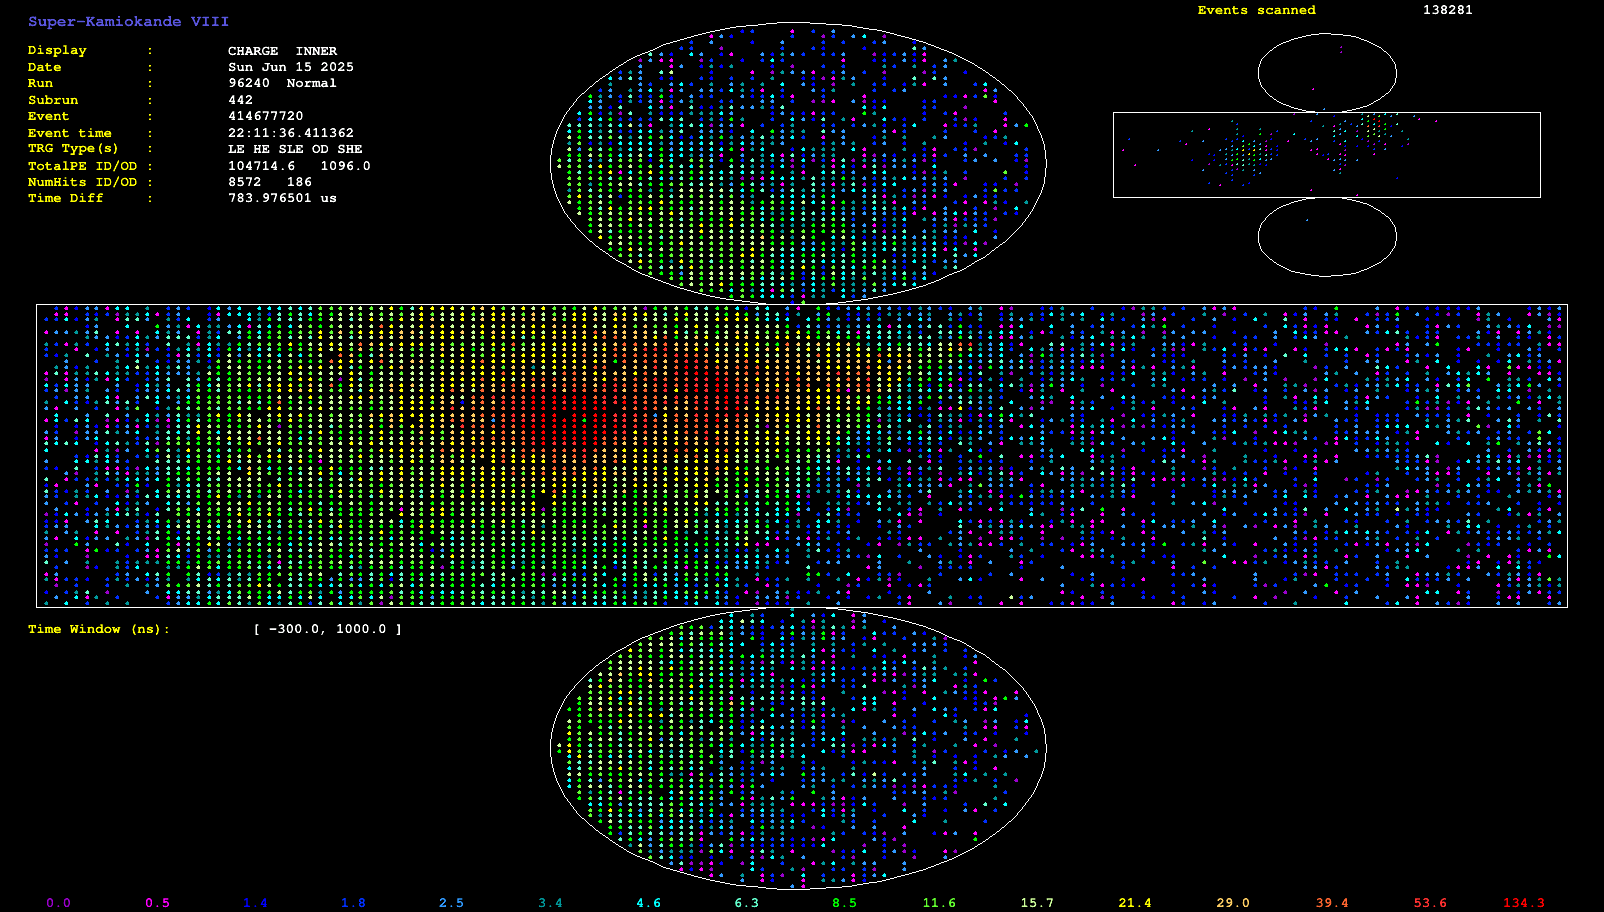 Super-Kamiokande VIII
Events scanned 138281
Display : CHARGE INNER
Date : Sun Jun 15 2025
Run : 96240 Normal
Subrun : 442
Event : 414677720
Event time : 22:11:36.411362
TRG Type(s) : LE HE SLE OD SHE
TotalPE ID/OD : 104714.6 1096.0
NumHits ID/OD : 8572 186
Time Diff : 783.976501 us
Time Window (ns): [ -300.0, 1000.0 ]
0.0 0.5 1.4 1.8 2.5 3.4 4.6 6.3 8.5 11.6 15.7 21.4 29.0 39.4 53.6 134.3